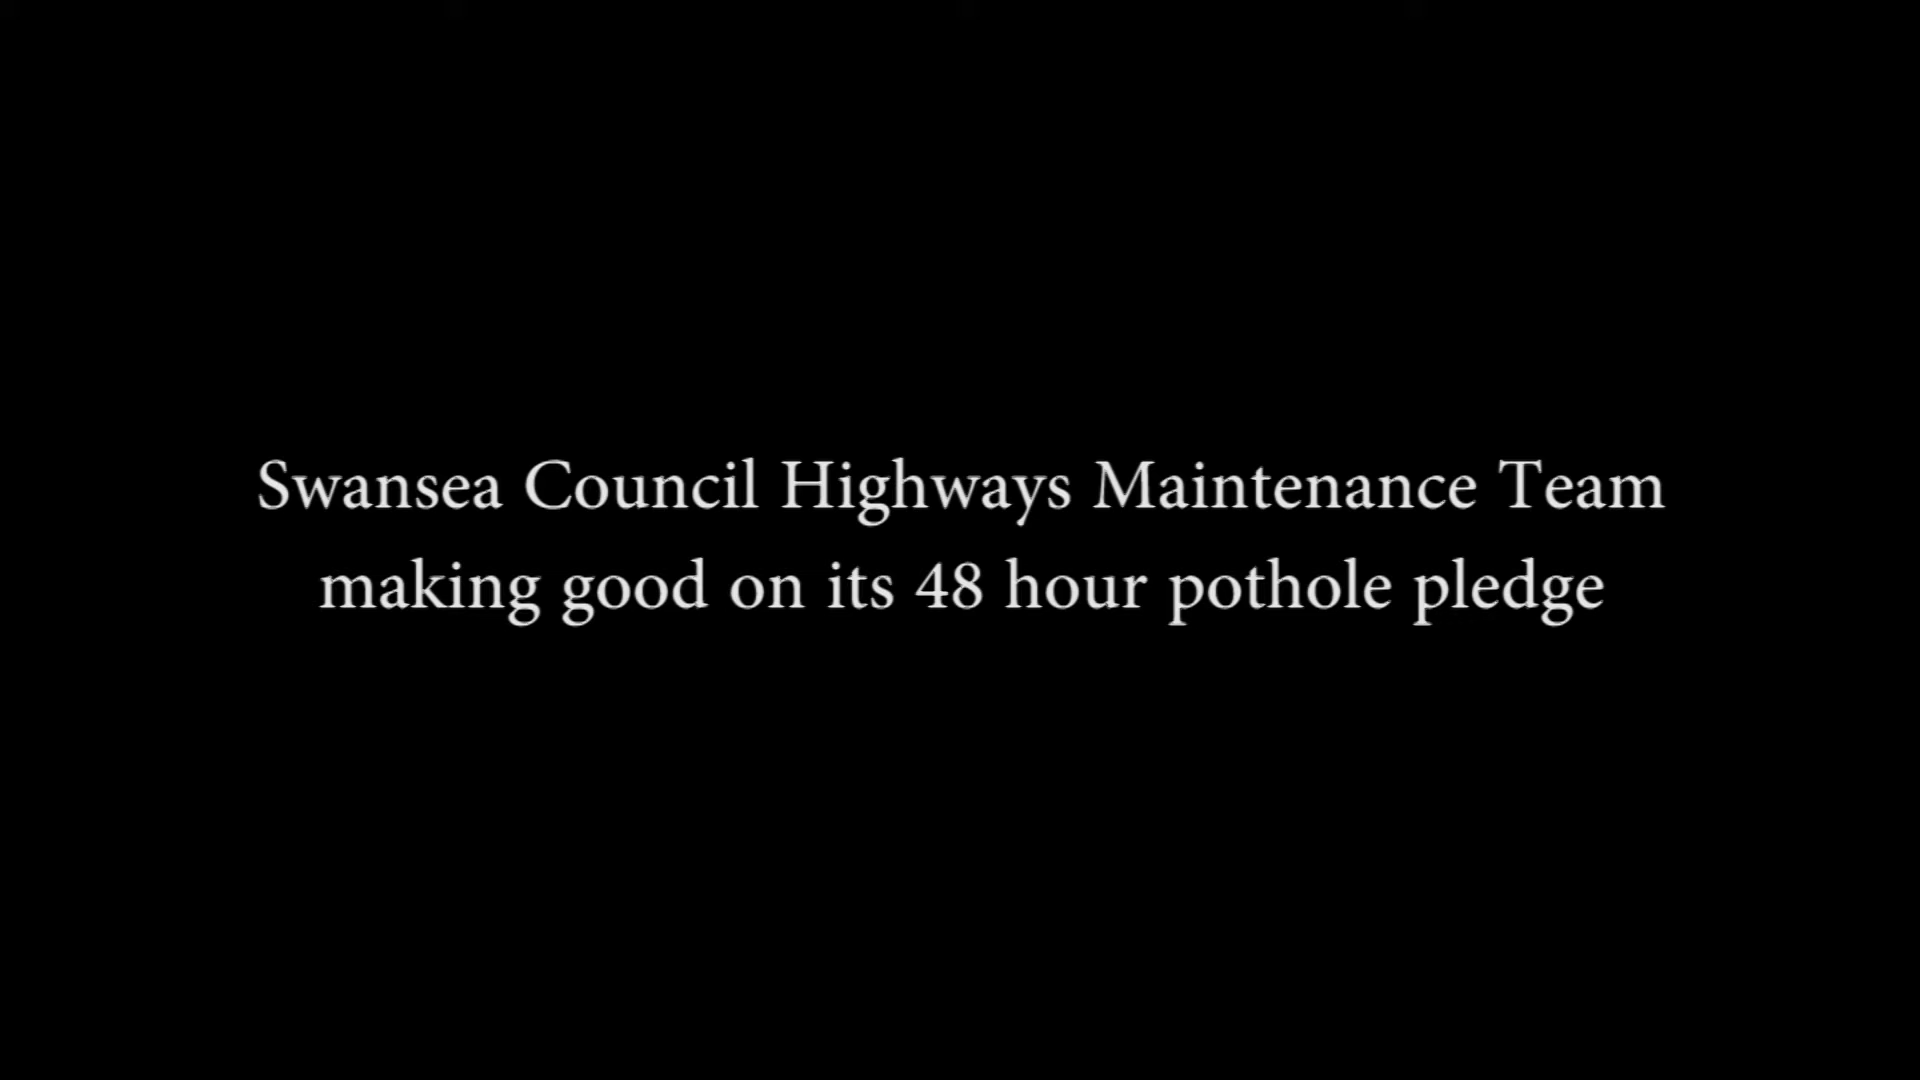 Swansea Council Highways Maintenance Team
making good on its 48 hour pothole pledge